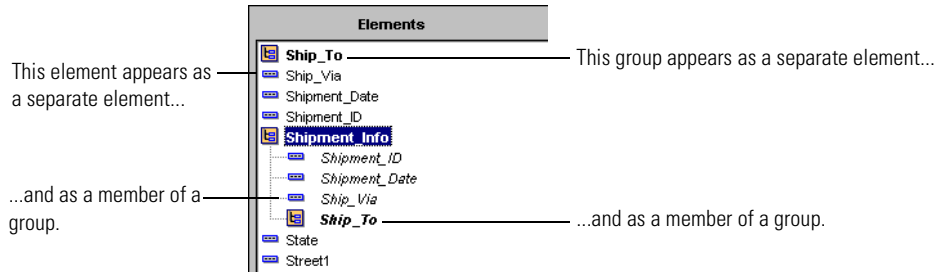 Elements
Ship_To
This group appears as a separate element...
This element appears as
a separate element...
Ship_Via
Shipment_Date
Shipment_ID
Shipment_Info
Shipment_ID
Shipment_Date
...and as a member of a
group.
Ship_Via
Ship_To
...and as a member of a group.
State
Street1